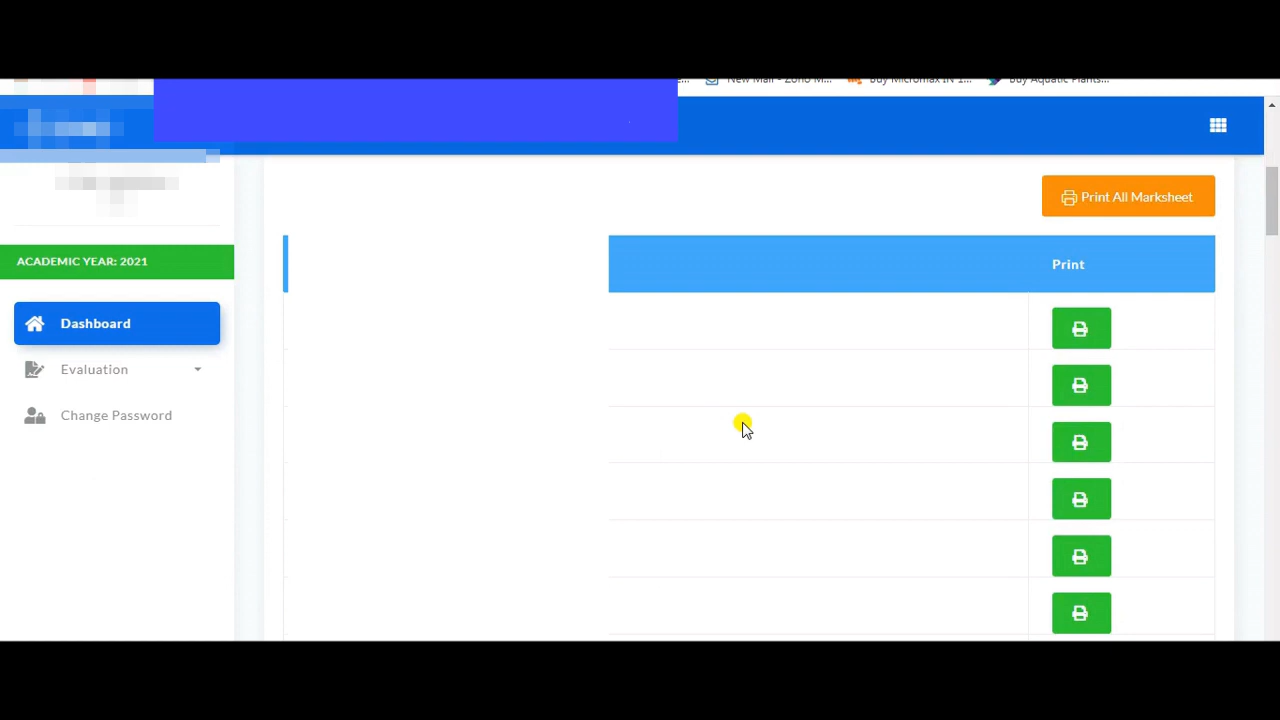 New Mail - Zoho M...
Buy Micromax IN 1...
Buy Aquatic Plants...
Print All Marksheet
ACADEMIC YEAR: 2021
Print
Dashboard
Evaluation
Change Password